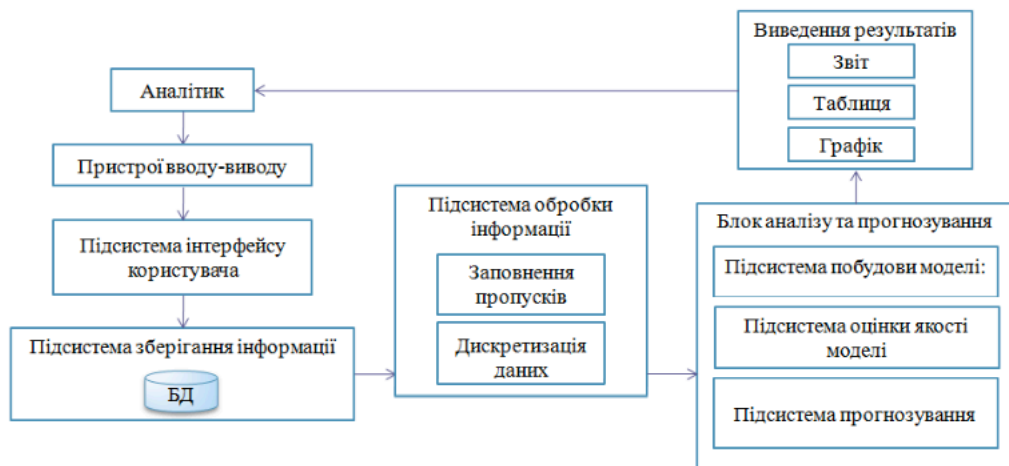 Аналітик
Пристрої вводу-виводу
Підсистема інтерфейсу
користувача
Підсистема зберігання інформації
БД
Підсистема обробки
інформації
Заповнення
пропусків
Дискретизація
даних
Блок аналізу та прогнозування
Підсистема побудови моделі:
Підсистема оцінки якості
моделі
Підсистема прогнозування
Виведення результатів
Звіт
Таблиця
Графік